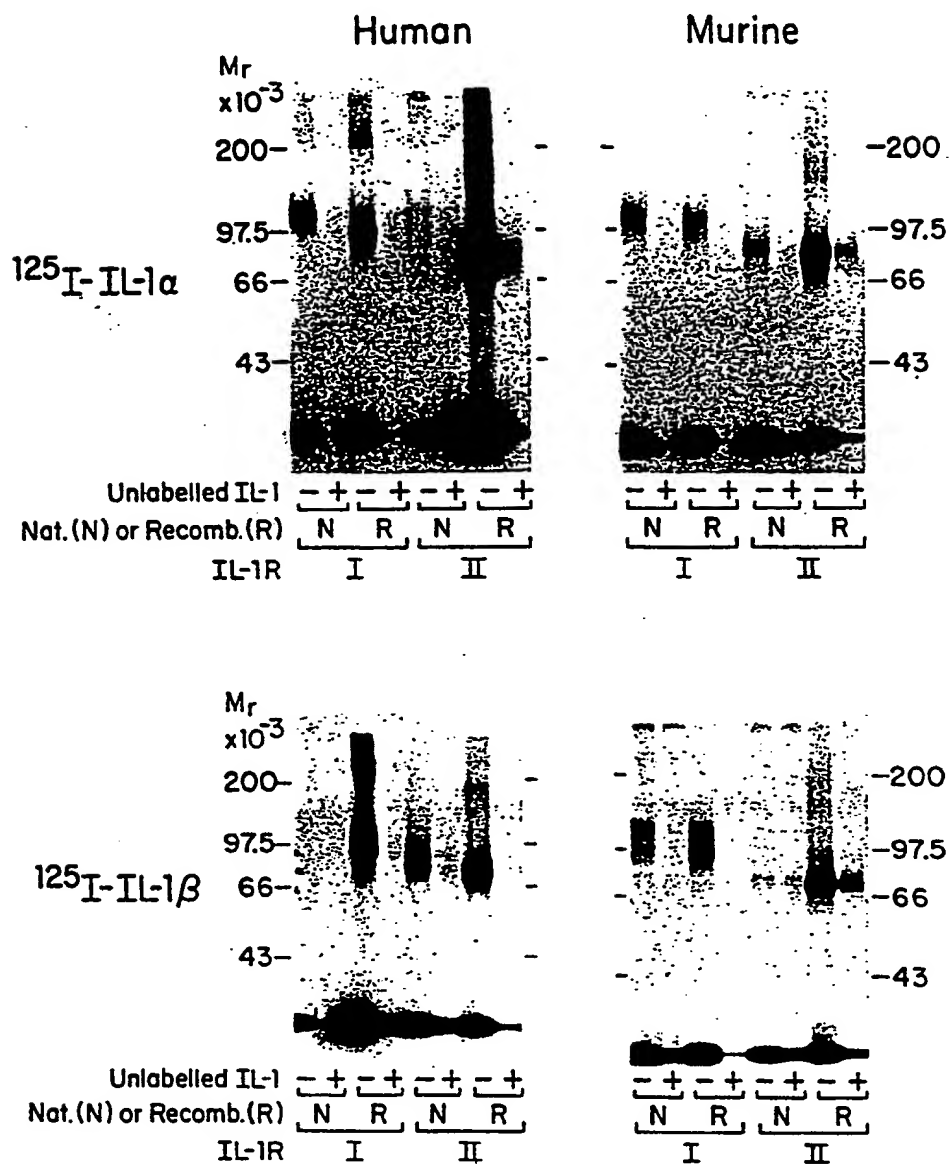 Human Murine
Mr
x10⁻³
200- -200
97.5- -97.5
¹²⁵I-IL-1α
66- -66
43- -43
Unlabelled IL-1 - + - + - + - + - + - + - + - +
Nat.(N) or Recomb.(R) N R N R N R N R
IL-1R I II I II
Mr
x10⁻³
200- -200
97.5- -97.5
¹²⁵I-IL-1β
66- -66
43- -43
Unlabelled IL-1 - + - + - + - + - + - + - + - +
Nat.(N) or Recomb.(R) N R N R N R N R
IL-1R I II I II